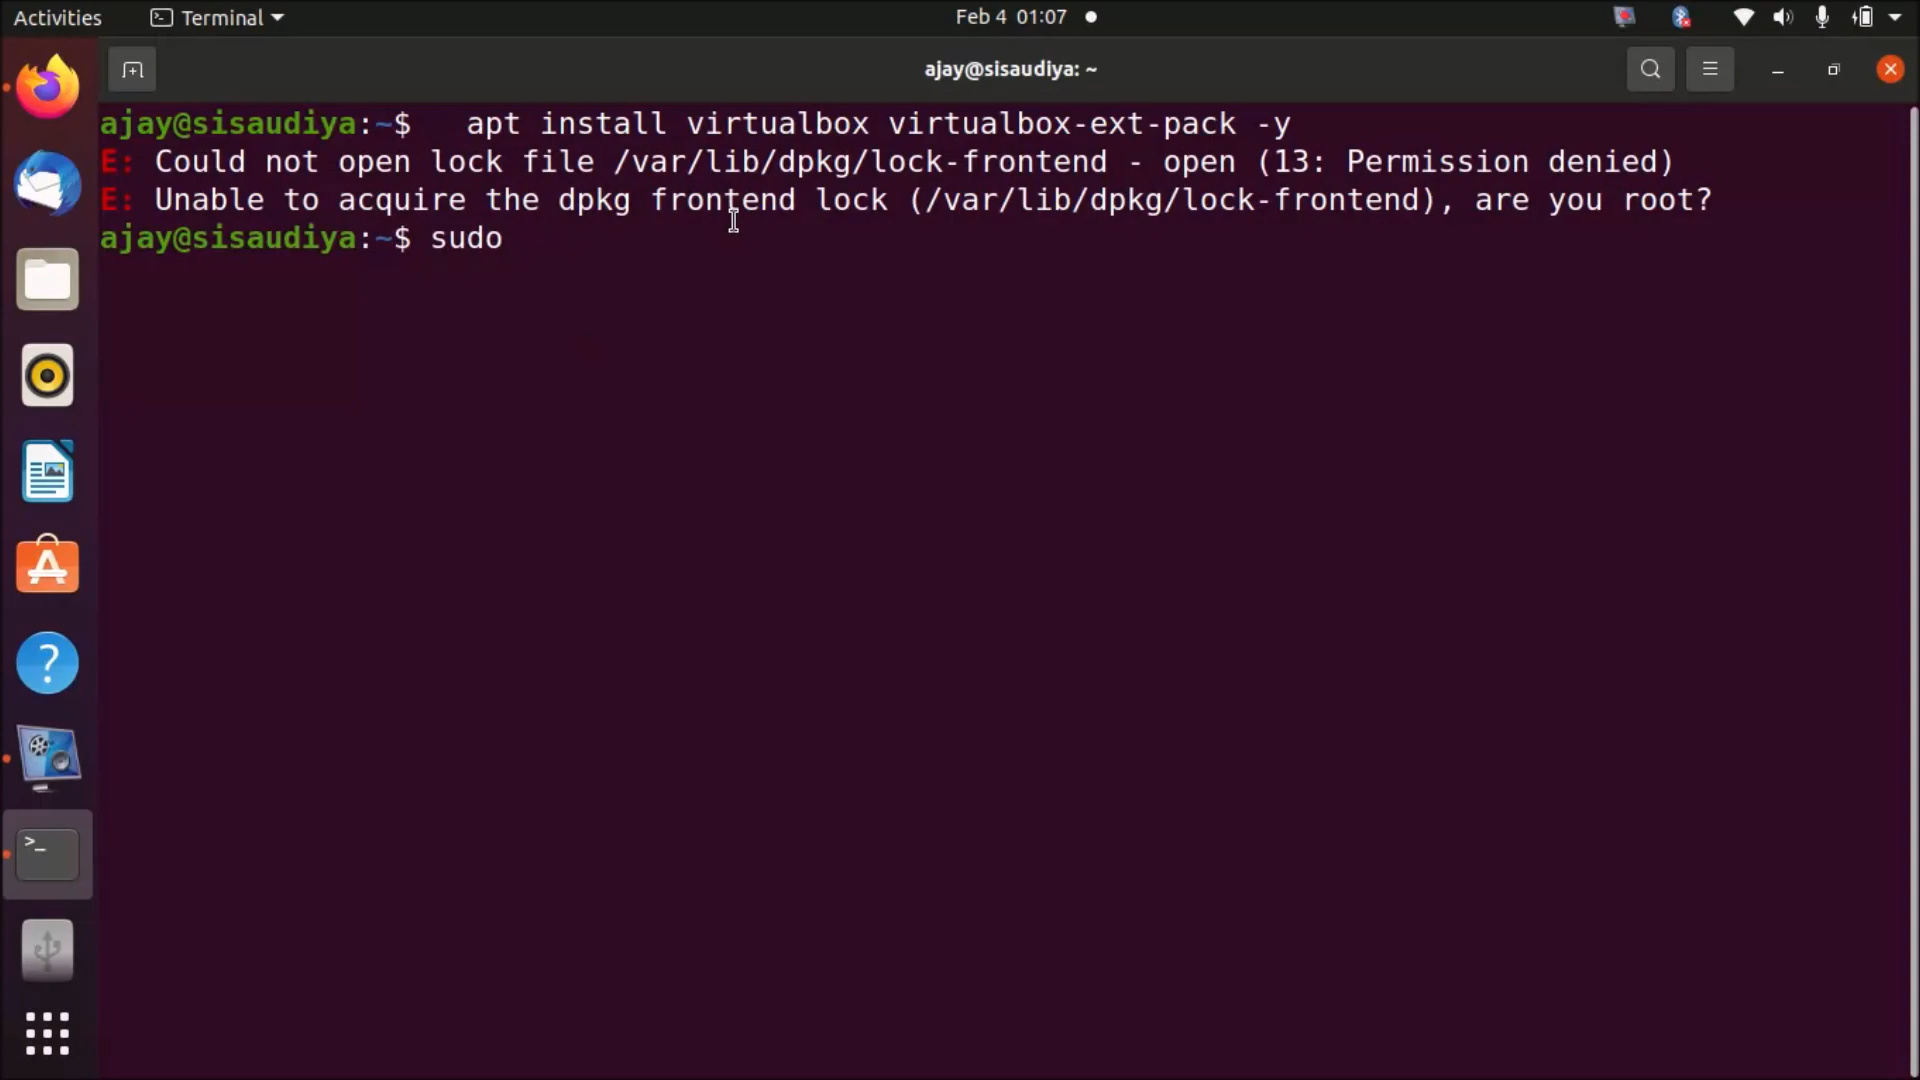 Activities Terminal Feb 4 01:07
ajay@sisaudiya: ~
ajay@sisaudiya:~$   apt install virtualbox virtualbox-ext-pack -y
E: Could not open lock file /var/lib/dpkg/lock-frontend - open (13: Permission denied)
E: Unable to acquire the dpkg frontend lock (/var/lib/dpkg/lock-frontend), are you root?
ajay@sisaudiya:~$ sudo